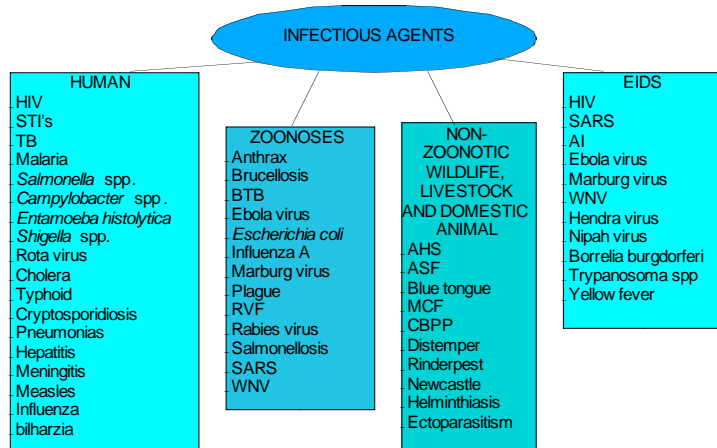 INFECTIOUS AGENTS
HUMAN
HIV
STI's
TB
Malaria
Salmonella spp.
Campylobacter spp.
Entamoeba histolytica
Shigella spp.
Rota virus
Cholera
Typhoid
Cryptosporidiosis
Pneumonias
Hepatitis
Meningitis
Measles
Influenza
bilharzia
ZOONOSES
Anthrax
Brucellosis
BTB
Ebola virus
Escherichia coli
Influenza A
Marburg virus
Plague
RVF
Rabies virus
Salmonellosis
SARS
WNV
NON-
ZOONOTIC
WILDLIFE,
LIVESTOCK
AND DOMESTIC
ANIMAL
AHS
ASF
Blue tongue
MCF
CBPP
Distemper
Rinderpest
Newcastle
Helminthiasis
Ectoparasitism
EIDS
HIV
SARS
AI
Ebola virus
Marburg virus
WNV
Hendra virus
Nipah virus
Borrelia burgdorferi
Trypanosoma spp
Yellow fever